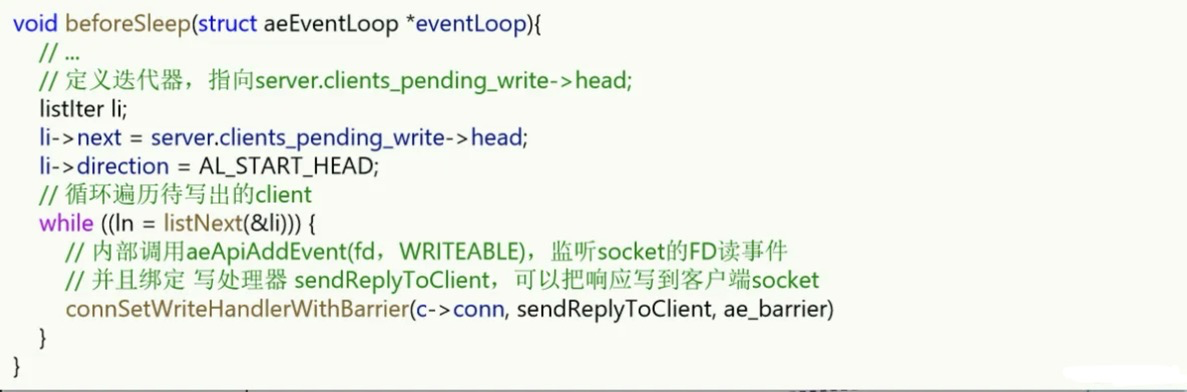 void beforeSleep(struct aeEventLoop *eventLoop){
// ...
// 定义迭代器，指向server.clients_pending_write->head;
listIter li;
li->next = server.clients_pending_write->head;
li->direction = AL_START_HEAD;
// 循环遍历待写出的client
while ((ln = listNext(&li))) {
// 内部调用aeApiAddEvent(fd，WRITEABLE)，监听socket的FD读事件
// 并且绑定 写处理器 sendReplyToClient，可以把响应写到客户端socket
connSetWriteHandlerWithBarrier(c->conn, sendReplyToClient, ae_barrier)
}
}